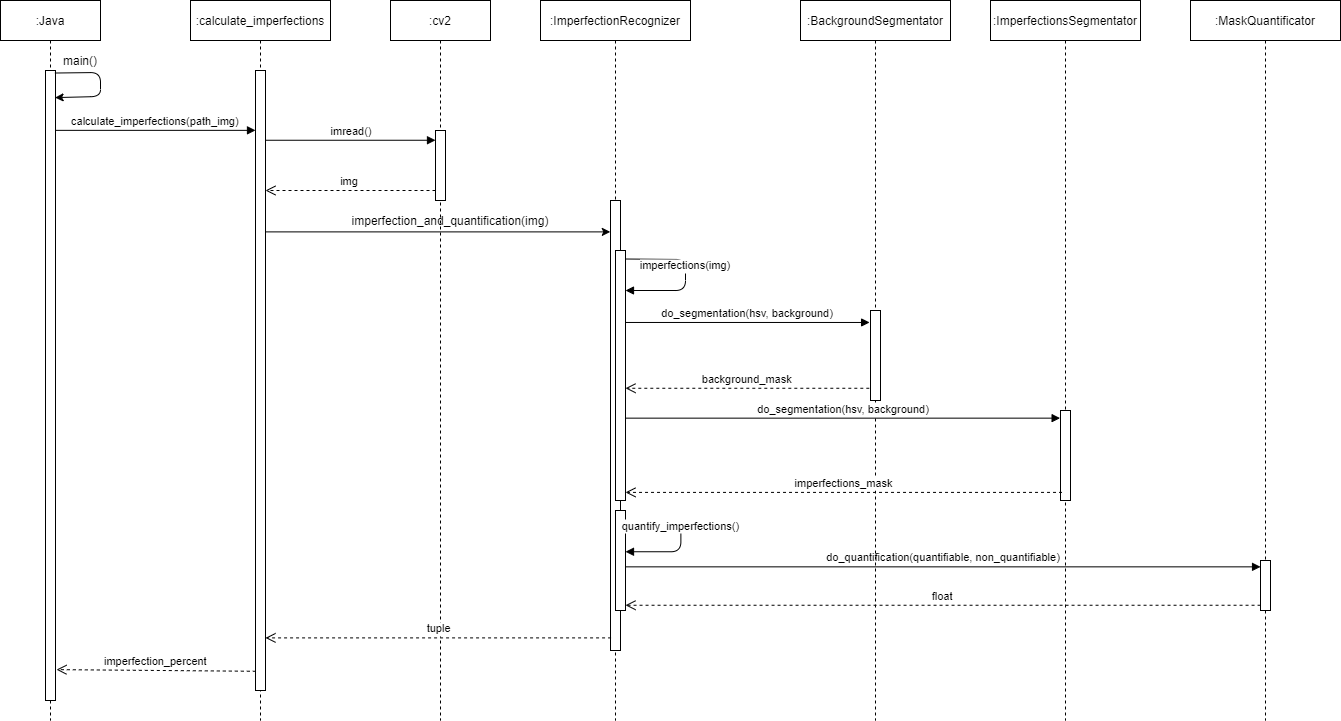 :Java
:calculate_imperfections
:cv2
:ImperfectionRecognizer
:BackgroundSegmentator
:ImperfectionsSegmentator
:MaskQuantificator
main()
calculate_imperfections(path_img)
imread()
img
imperfection_and_quantification(img)
imperfections(img)
do_segmentation(hsv, background)
background_mask
do_segmentation(hsv, background)
imperfections_mask
quantify_imperfections()
do_quantification(quantifiable, non_quantifiable)
float
tuple
imperfection_percent